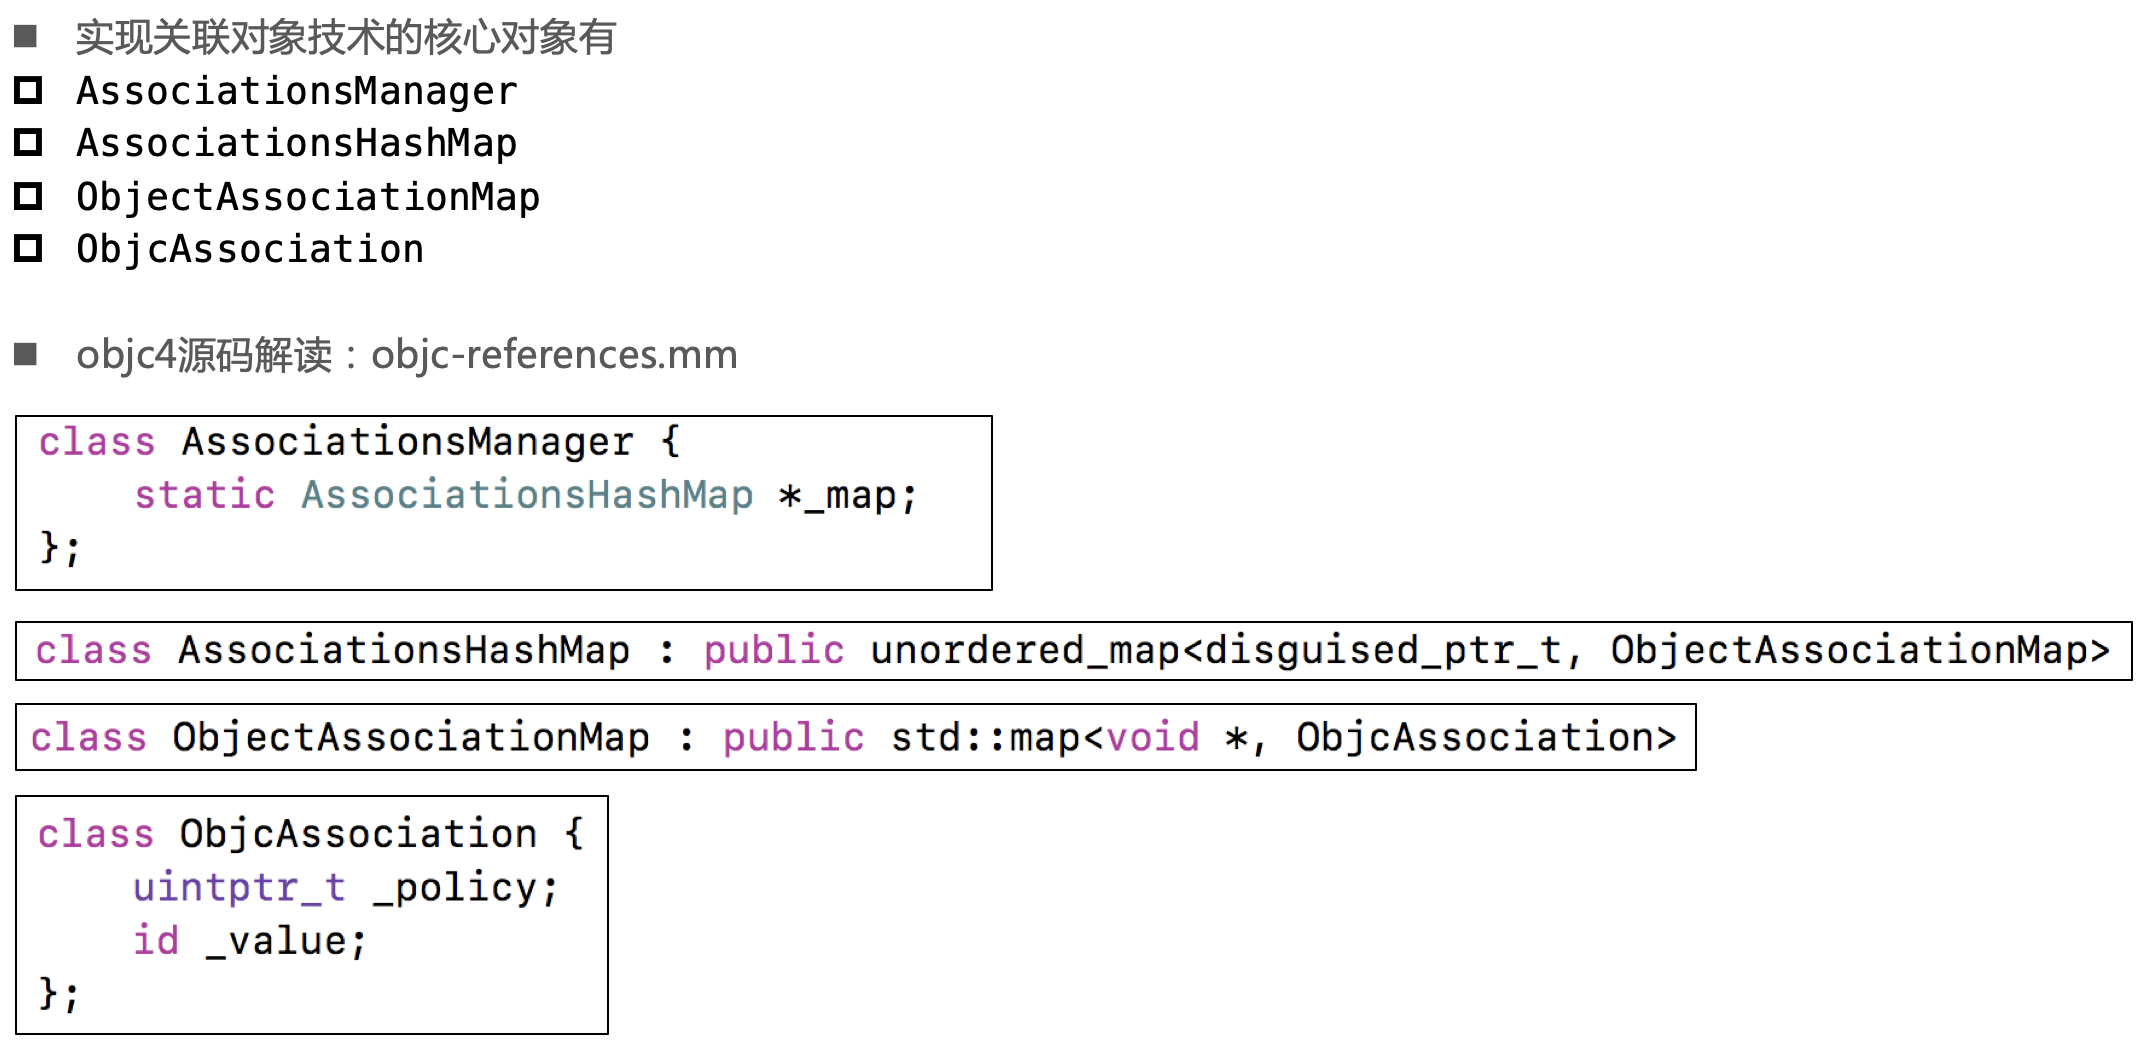 实现关联对象技术的核心对象有
AssociationsManager
AssociationsHashMap
ObjectAssociationMap
ObjcAssociation
objc4源码解读：objc-references.mm
class AssociationsManager {
    static AssociationsHashMap *_map;
};
class AssociationsHashMap : public unordered_map<disguised_ptr_t, ObjectAssociationMap>
class ObjectAssociationMap : public std::map<void *, ObjcAssociation>
class ObjcAssociation {
    uintptr_t _policy;
    id _value;
};